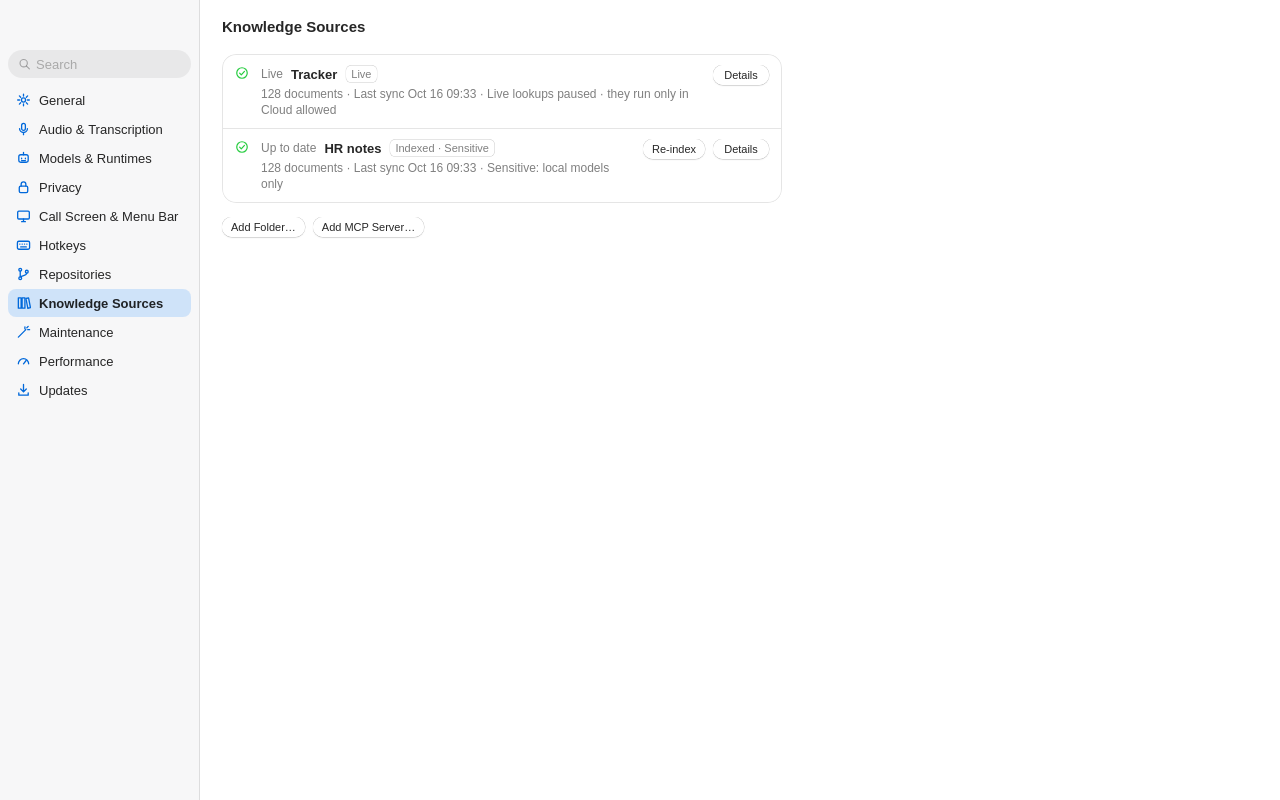 Knowledge Sources
Search
General
Audio & Transcription
Models & Runtimes
Privacy
Call Screen & Menu Bar
Hotkeys
Repositories
Knowledge Sources
Maintenance
Performance
Updates
Live Tracker Live Details
128 documents · Last sync Oct 16 09:33 · Live lookups paused · they run only in
Cloud allowed
Up to date HR notes Indexed · Sensitive Re-index Details
128 documents · Last sync Oct 16 09:33 · Sensitive: local models
only
Add Folder… Add MCP Server…